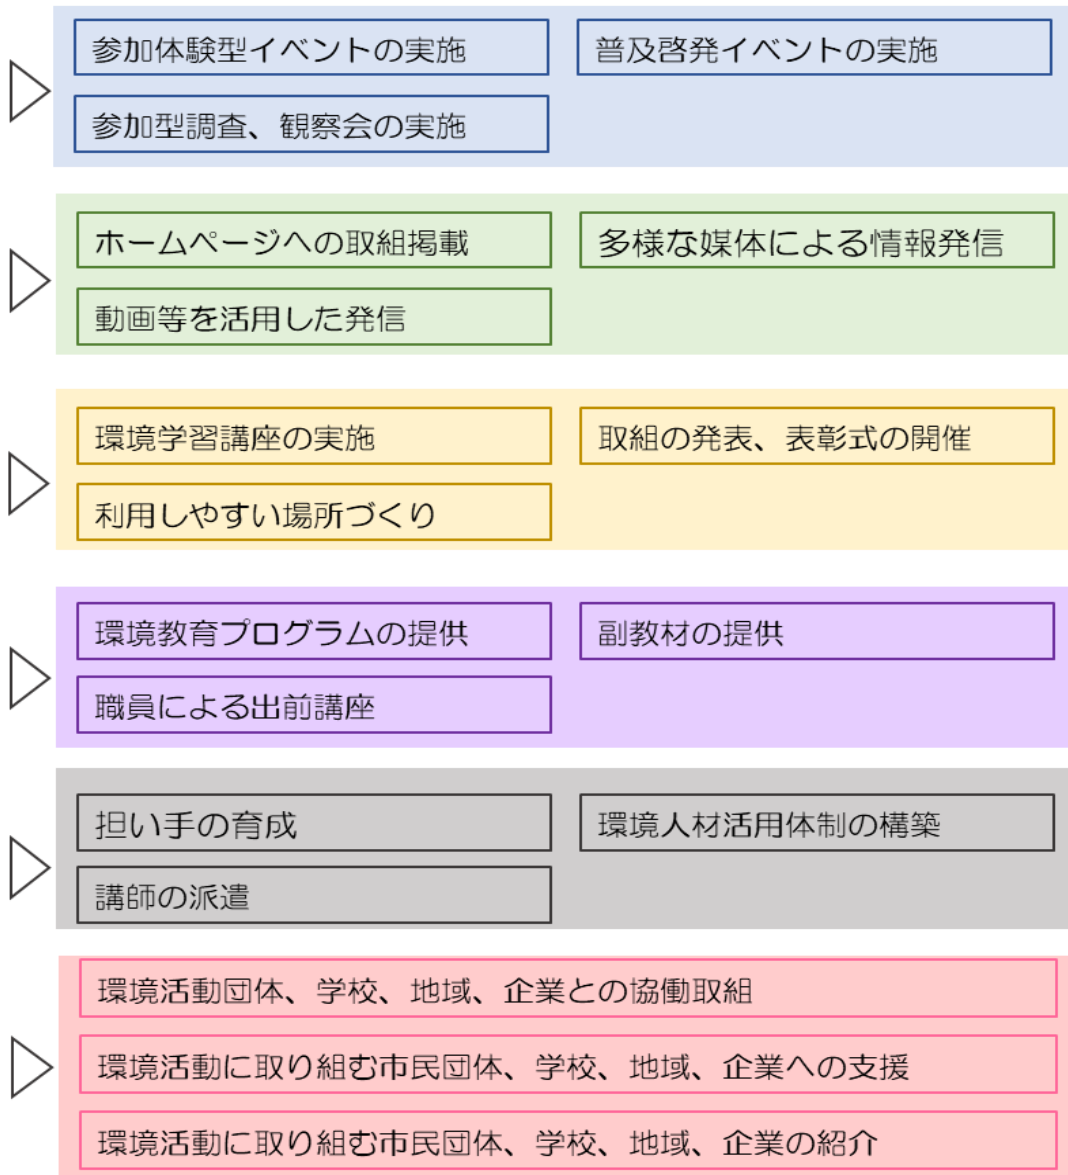 参加体験型イベントの実施
普及啓発イベントの実施
参加型調査、観察会の実施
ホームページへの取組掲載
多様な媒体による情報発信
動画等を活用した発信
環境学習講座の実施
取組の発表、表彰式の開催
利用しやすい場所づくり
環境教育プログラムの提供
副教材の提供
職員による出前講座
担い手の育成
環境人材活用体制の構築
講師の派遣
環境活動団体、学校、地域、企業との協働取組
環境活動に取り組む市民団体、学校、地域、企業への支援
環境活動に取り組む市民団体、学校、地域、企業の紹介